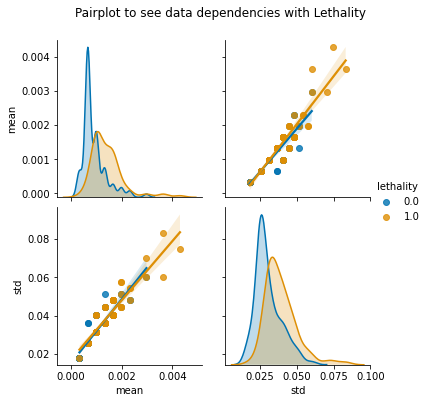 Pairplot to see data dependencies with Lethality
0.004
0.003
0.002
0.001
0.000
mean
lethality
0.0
1.0
0.08
0.06
0.04
0.02
std
0.000 0.002 0.004
mean
0.025 0.050 0.075 0.100
std